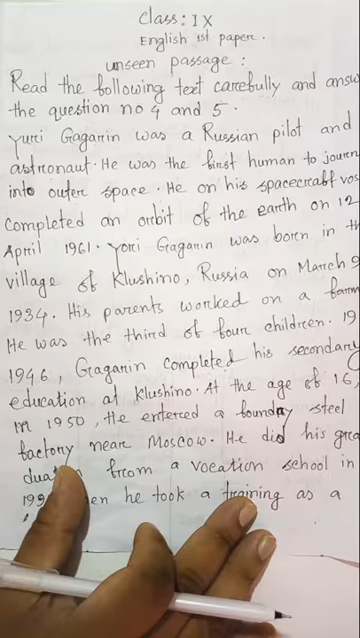 Class: IX
English 1st paper.
unseen passage:
Read the following text carefully and answ
the question no 4 and 5.
Yuri Gagarin was a Russian pilot and
astronaut. He was the first human to journ
into outer space. He on his spacecraft vos
completed an orbit of the earth on 12
April 1961. Yori Gagarin was born in th
village of Klushino, Russia on March 9
1934. His parents worked on a farm
He was the third of four children. 19
1946, Gagarin completed his secondary
education at Klushino. At the age of 16,
in 1950, He entered a foundy steel
factory near Moscow. He did his gra
from a vocation school in
he took a training as a